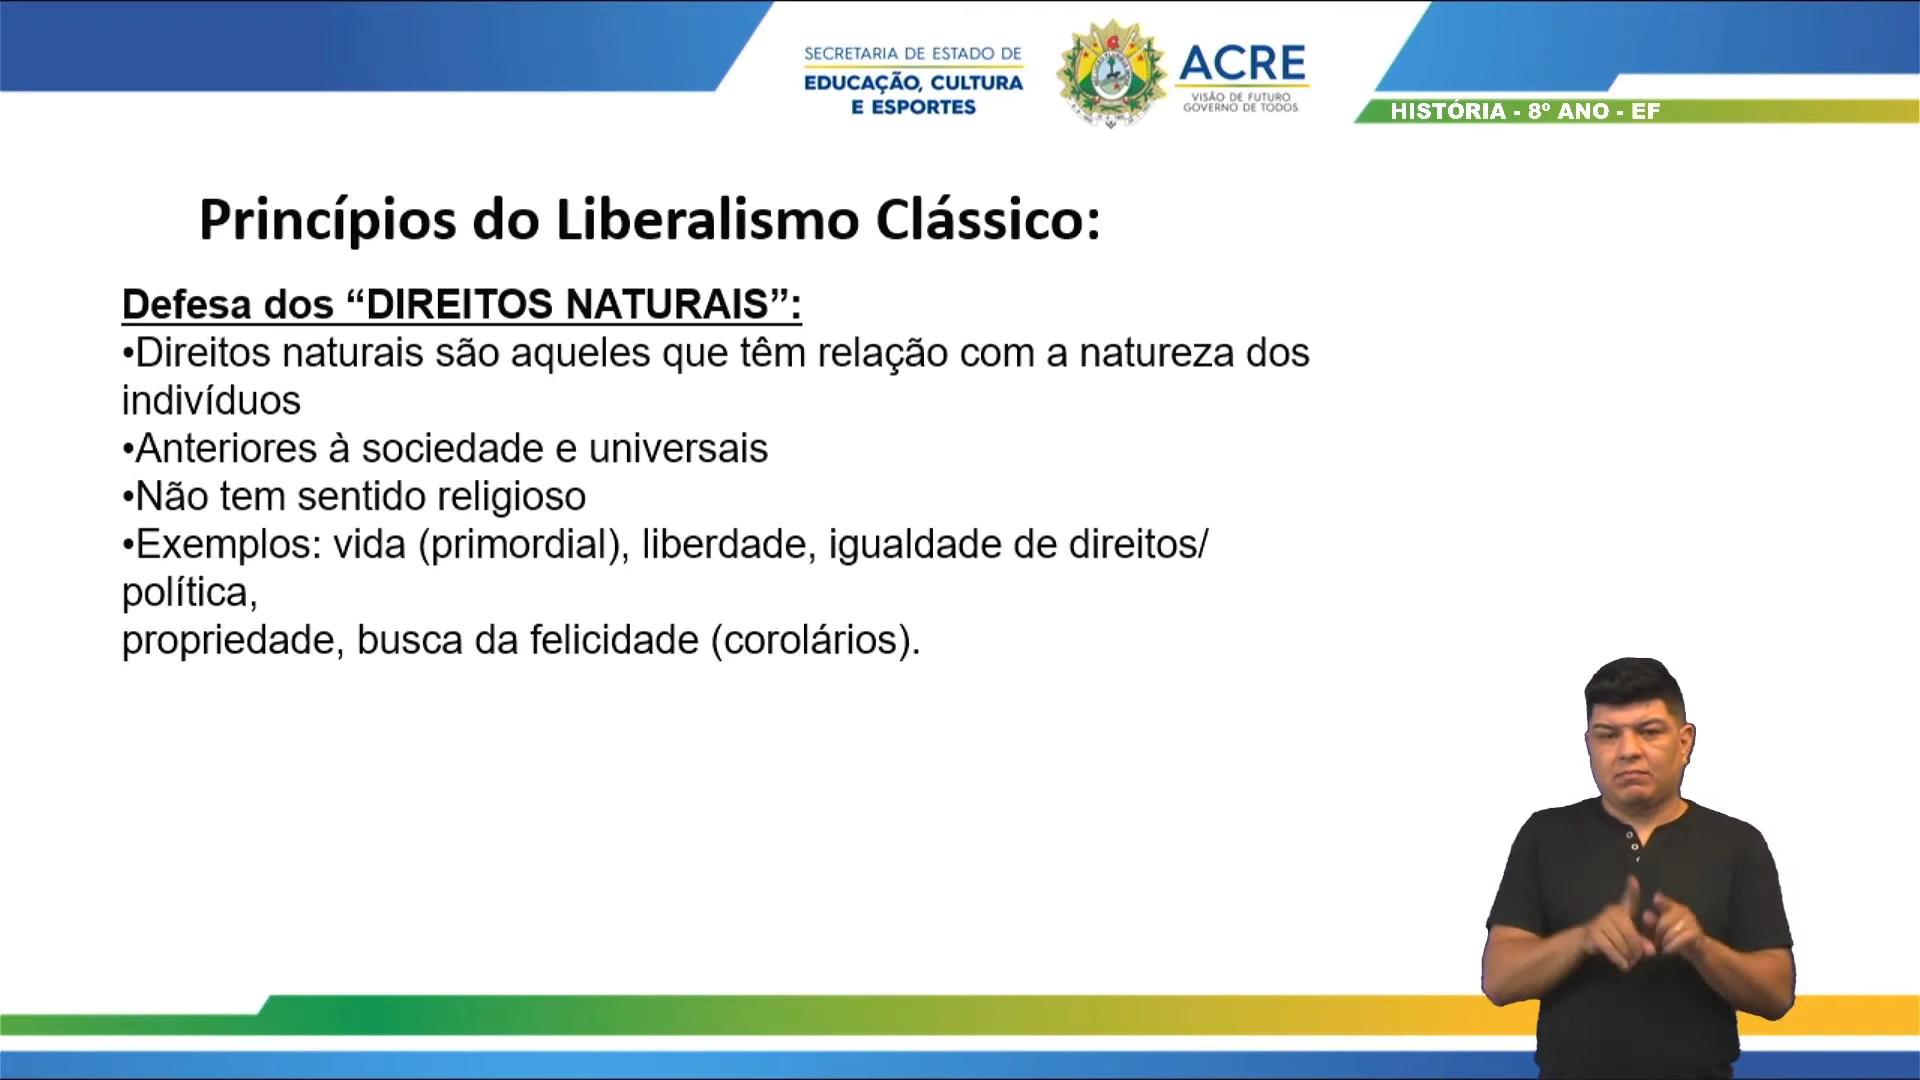 SECRETARIA DE ESTADO DE
EDUCAÇÃO, CULTURA
E ESPORTES
ACRE
VISÃO DE FUTURO.
GOVERNO DE TODOS.
HISTÓRIA - 8º ANO - EF
Princípios do Liberalismo Clássico:
Defesa dos “DIREITOS NATURAIS”:
•Direitos naturais são aqueles que têm relação com a natureza dos
indivíduos
•Anteriores à sociedade e universais
•Não tem sentido religioso
•Exemplos: vida (primordial), liberdade, igualdade de direitos/
política,
propriedade, busca da felicidade (corolários).